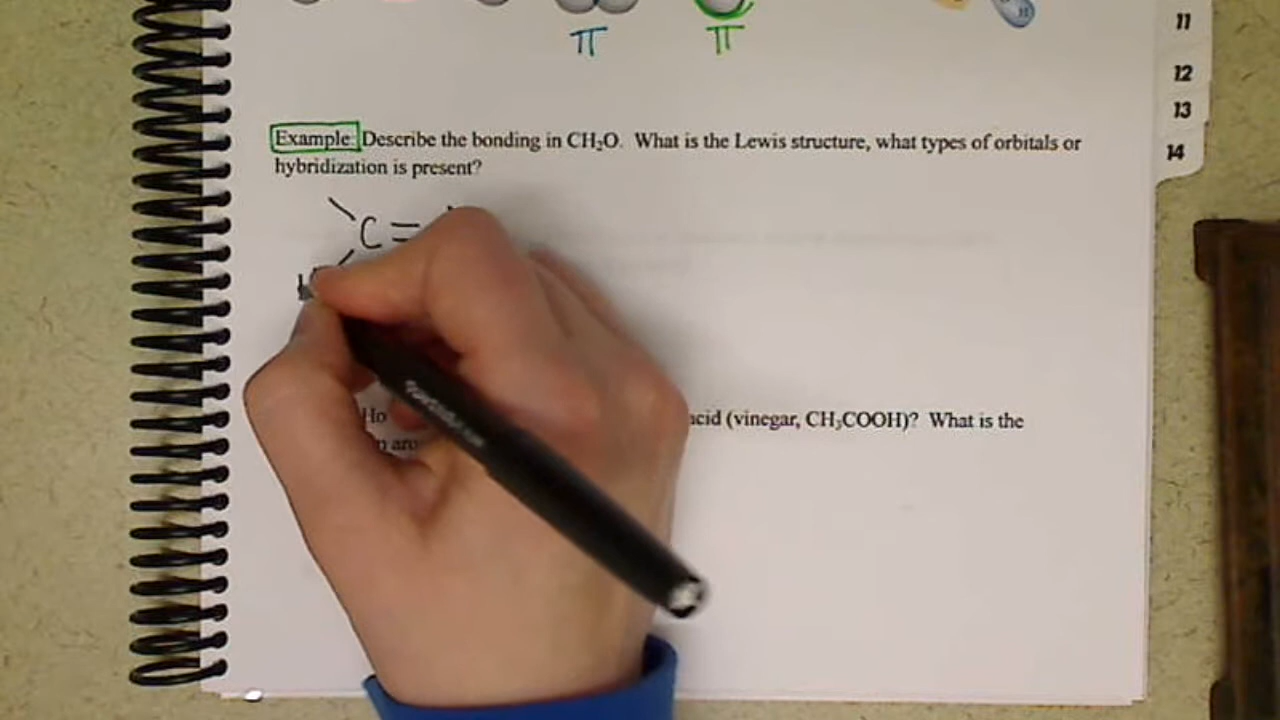 H
11
π π
12
13
14
Example: Describe the bonding in CH₂O. What is the Lewis structure, what types of orbitals or
hybridization is present?
C =
H
acid (vinegar, CH₃COOH)? What is the